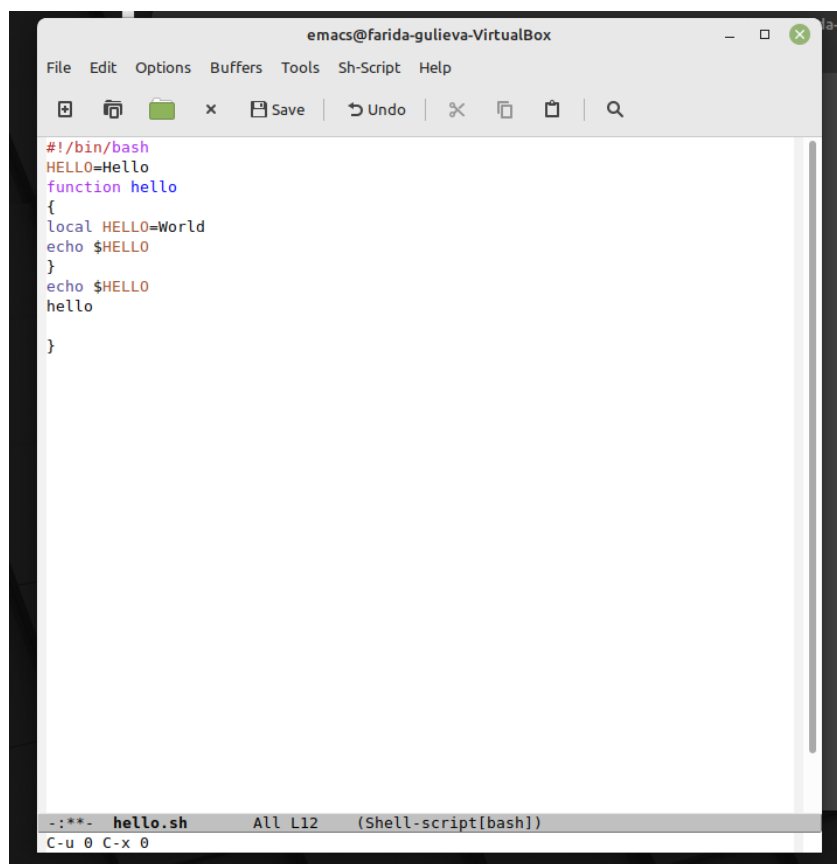 da-
emacs@farida-gulieva-VirtualBox
File Edit Options Buffers Tools Sh-Script Help
Save Undo
#!/bin/bash
HELLO=Hello
function hello
{
local HELLO=World
echo $HELLO
}
echo $HELLO
hello
}
-:**- hello.sh All L12 (Shell-script[bash])
C-u 0 C-x 0